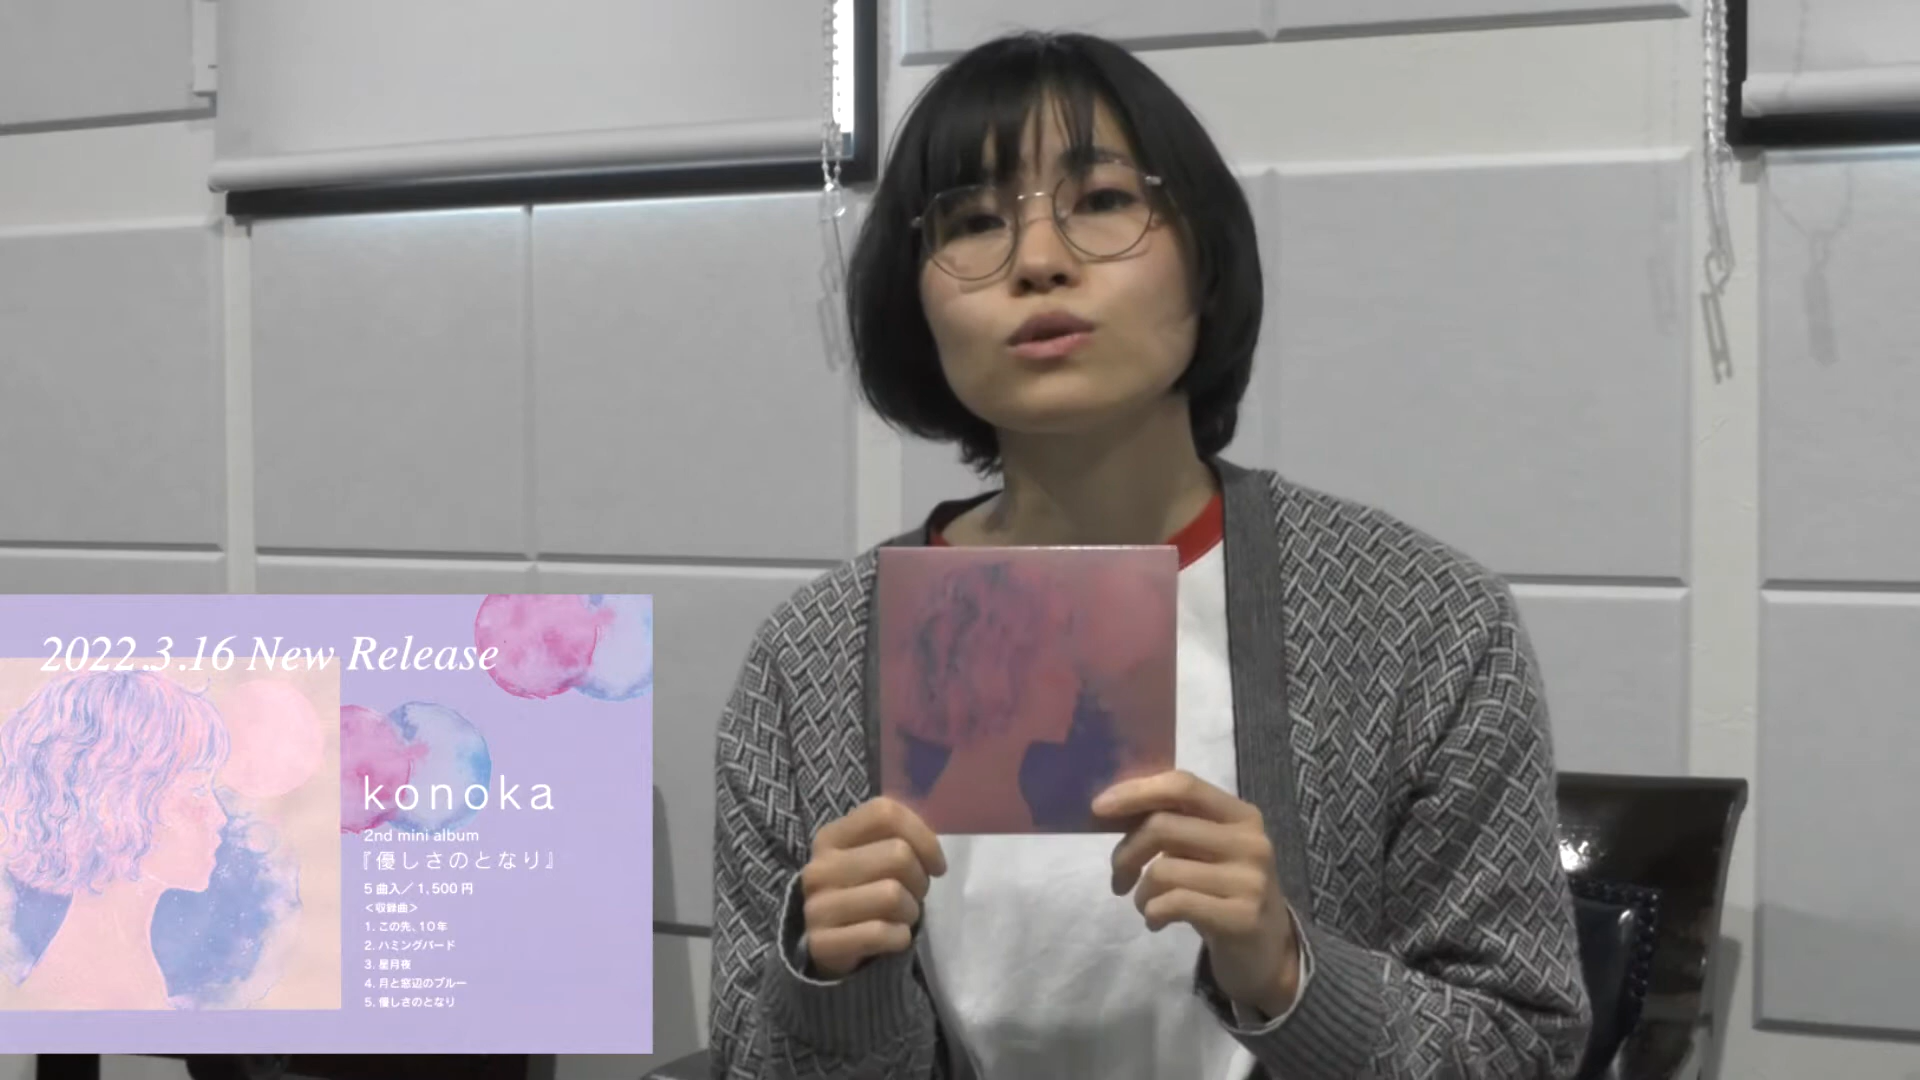 2022.3.16 New Release
konoka
2nd mini album
『優しさのとなり』
5曲入／1,500円
＜収録曲＞
1. この先、10年
2. ハミングバード
3. 星月夜
4. 月と窓辺のブルー
5. 優しさのとなり